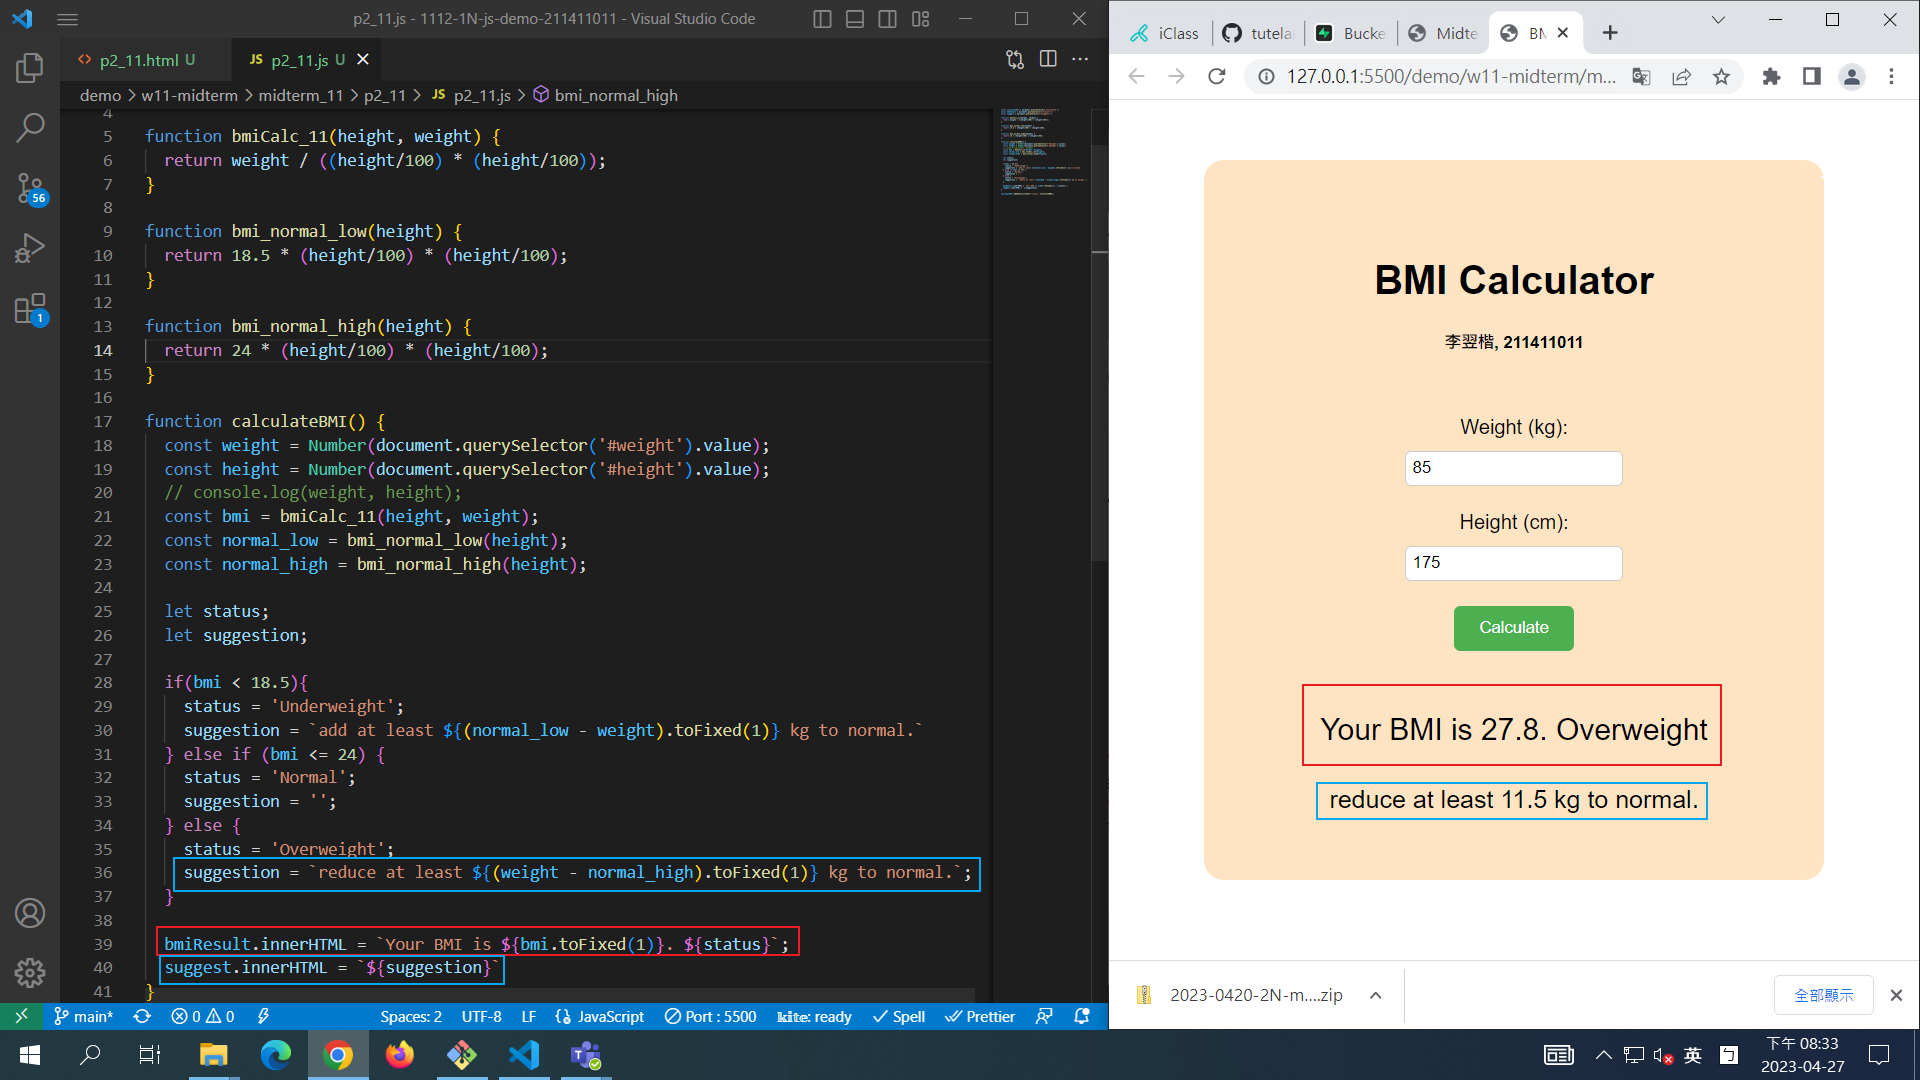 p2_11.js - 1112-1N-js-demo-211411011 - Visual Studio Code
p2_11.html U
JS p2_11.js U
demo > w11-midterm > midterm_11 > p2_11 > JS p2_11.js > bmi_normal_high
4
5 function bmiCalc_11(height, weight) {
6 return weight / ((height/100) * (height/100));
7 }
8
9 function bmi_normal_low(height) {
10 return 18.5 * (height/100) * (height/100);
11 }
12
13 function bmi_normal_high(height) {
14 return 24 * (height/100) * (height/100);
15 }
16
17 function calculateBMI() {
18 const weight = Number(document.querySelector('#weight').value);
19 const height = Number(document.querySelector('#height').value);
20 // console.log(weight, height);
21 const bmi = bmiCalc_11(height, weight);
22 const normal_low = bmi_normal_low(height);
23 const normal_high = bmi_normal_high(height);
24
25 let status;
26 let suggestion;
27
28 if(bmi < 18.5){
29 status = 'Underweight';
30 suggestion = `add at least ${(normal_low - weight).toFixed(1)} kg to normal.`
31 } else if (bmi <= 24) {
32 status = 'Normal';
33 suggestion = '';
34 } else {
35 status = 'Overweight';
36 suggestion = `reduce at least ${(weight - normal_high).toFixed(1)} kg to normal.`;
37 }
38
39 bmiResult.innerHTML = `Your BMI is ${bmi.toFixed(1)}. ${status}`;
40 suggest.innerHTML = `${suggestion}`
41 }
56
1
main*
0 0
Spaces: 2
UTF-8
LF
JavaScript
Port : 5500
kite: ready
Spell
Prettier
iClass
tutela
Bucke
Midte
BM
127.0.0.1:5500/demo/w11-midterm/m...
BMI Calculator
李翌楷, 211411011
Weight (kg):
85
Height (cm):
175
Calculate
Your BMI is 27.8. Overweight
reduce at least 11.5 kg to normal.
2023-0420-2N-m....zip
全部顯示
英
下午 08:33
2023-04-27